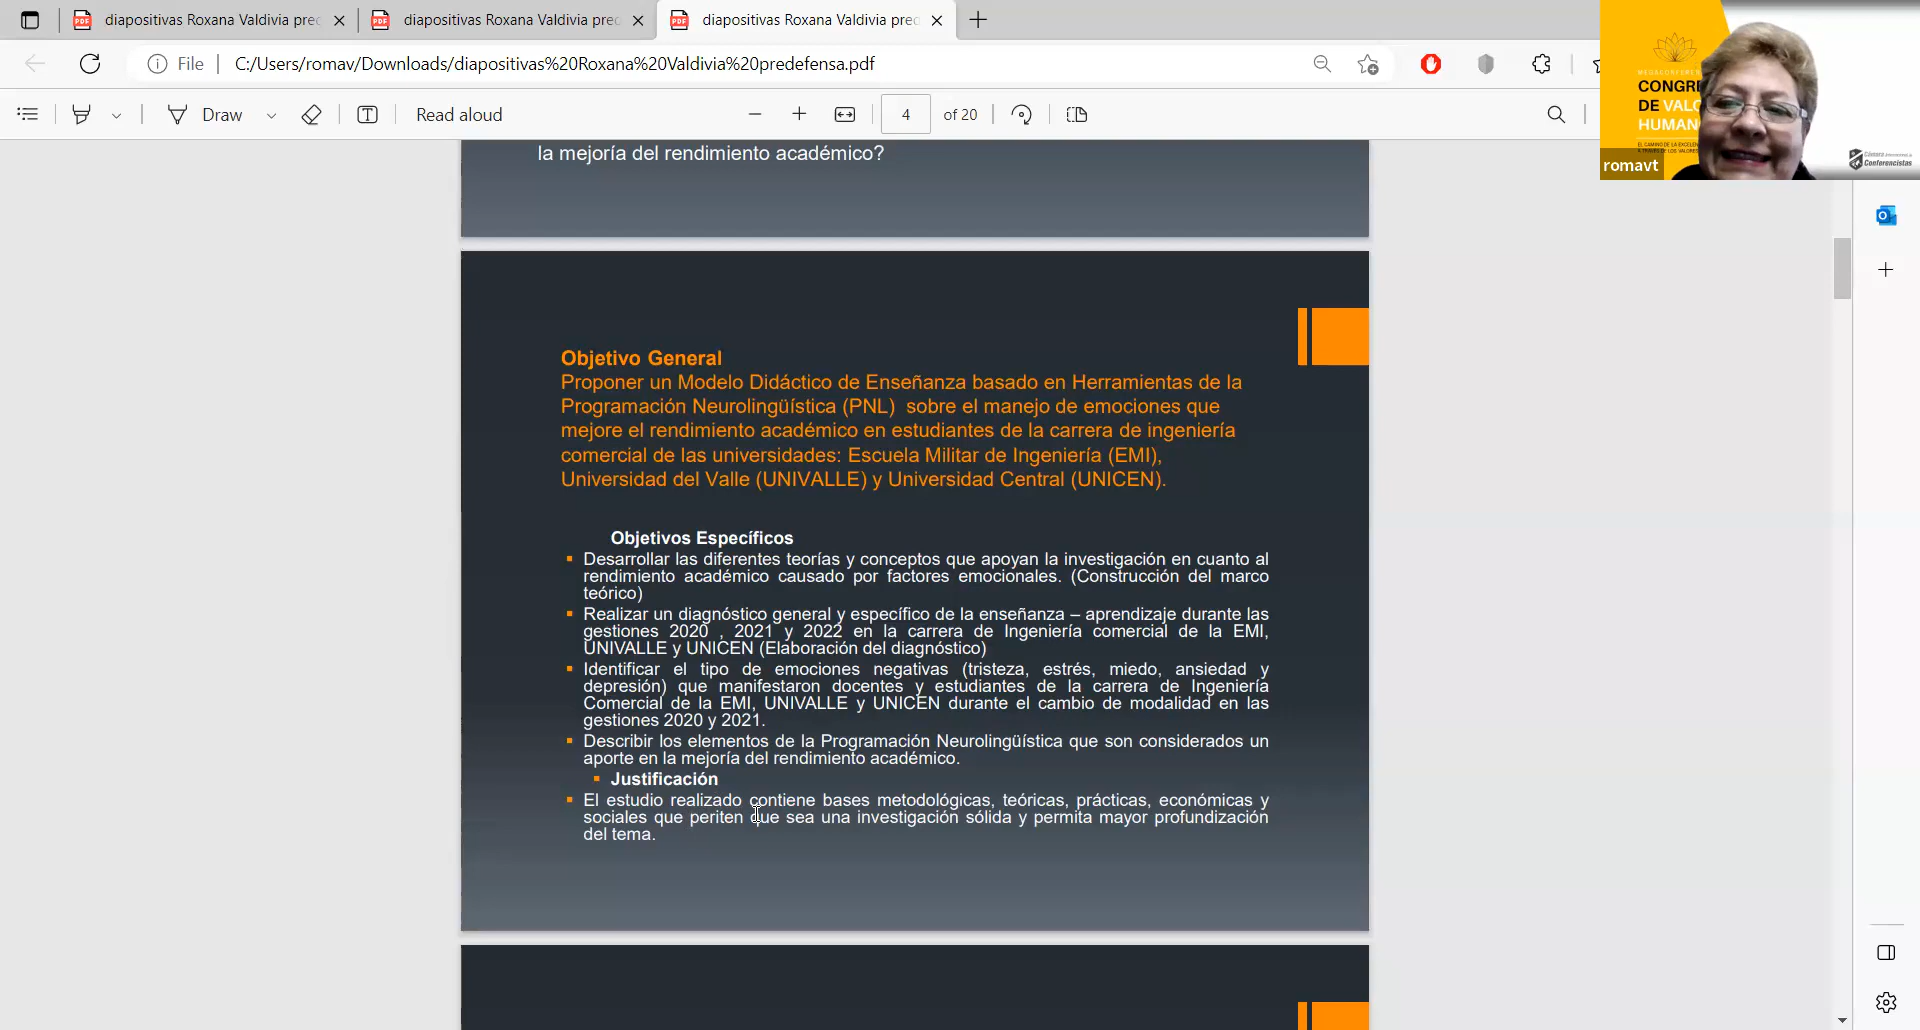 diapositivas Roxana Valdivia pre
diapositivas Roxana Valdivia pre
diapositivas Roxana Valdivia pre
File
C:/Users/romav/Downloads/diapositivas%20Roxana%20Valdivia%20predefensa.pdf
Draw
Read aloud
4
of 20
CONGR
DE VALO
HUMAN
EL CAMINO DE LA EXCELEN
A TRAVÉS DE LOS VALORES
Conferencistas
romavt
la mejoría del rendimiento académico?
Objetivo General
Proponer un Modelo Didáctico de Enseñanza basado en Herramientas de la
Programación Neurolingüística (PNL) sobre el manejo de emociones que
mejore el rendimiento académico en estudiantes de la carrera de ingeniería
comercial de las universidades: Escuela Militar de Ingeniería (EMI),
Universidad del Valle (UNIVALLE) y Universidad Central (UNICEN).
Objetivos Específicos
Desarrollar las diferentes teorías y conceptos que apoyan la investigación en cuanto al
rendimiento académico causado por factores emocionales. (Construcción del marco
teórico)
Realizar un diagnóstico general y específico de la enseñanza – aprendizaje durante las
gestiones 2020 , 2021 y 2022 en la carrera de Ingeniería comercial de la EMI,
UNIVALLE y UNICEN (Elaboración del diagnóstico)
Identificar el tipo de emociones negativas (tristeza, estrés, miedo, ansiedad y
depresión) que manifestaron docentes y estudiantes de la carrera de Ingeniería
Comercial de la EMI, UNIVALLE y UNICEN durante el cambio de modalidad en las
gestiones 2020 y 2021.
Describir los elementos de la Programación Neurolingüística que son considerados un
aporte en la mejoría del rendimiento académico.
Justificación
El estudio realizado contiene bases metodológicas, teóricas, prácticas, económicas y
sociales que periten que sea una investigación sólida y permita mayor profundización
del tema.